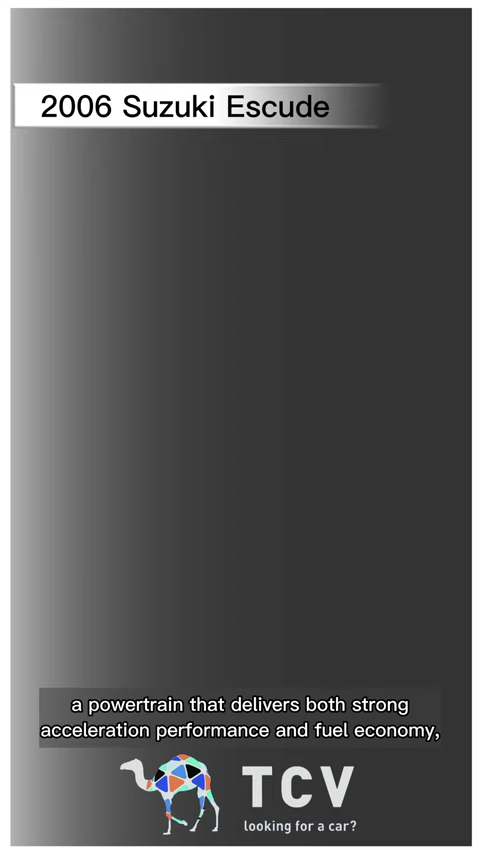 2006 Suzuki Escude
a powertrain that delivers both strong
acceleration performance and fuel economy,
TCV
looking for a car?